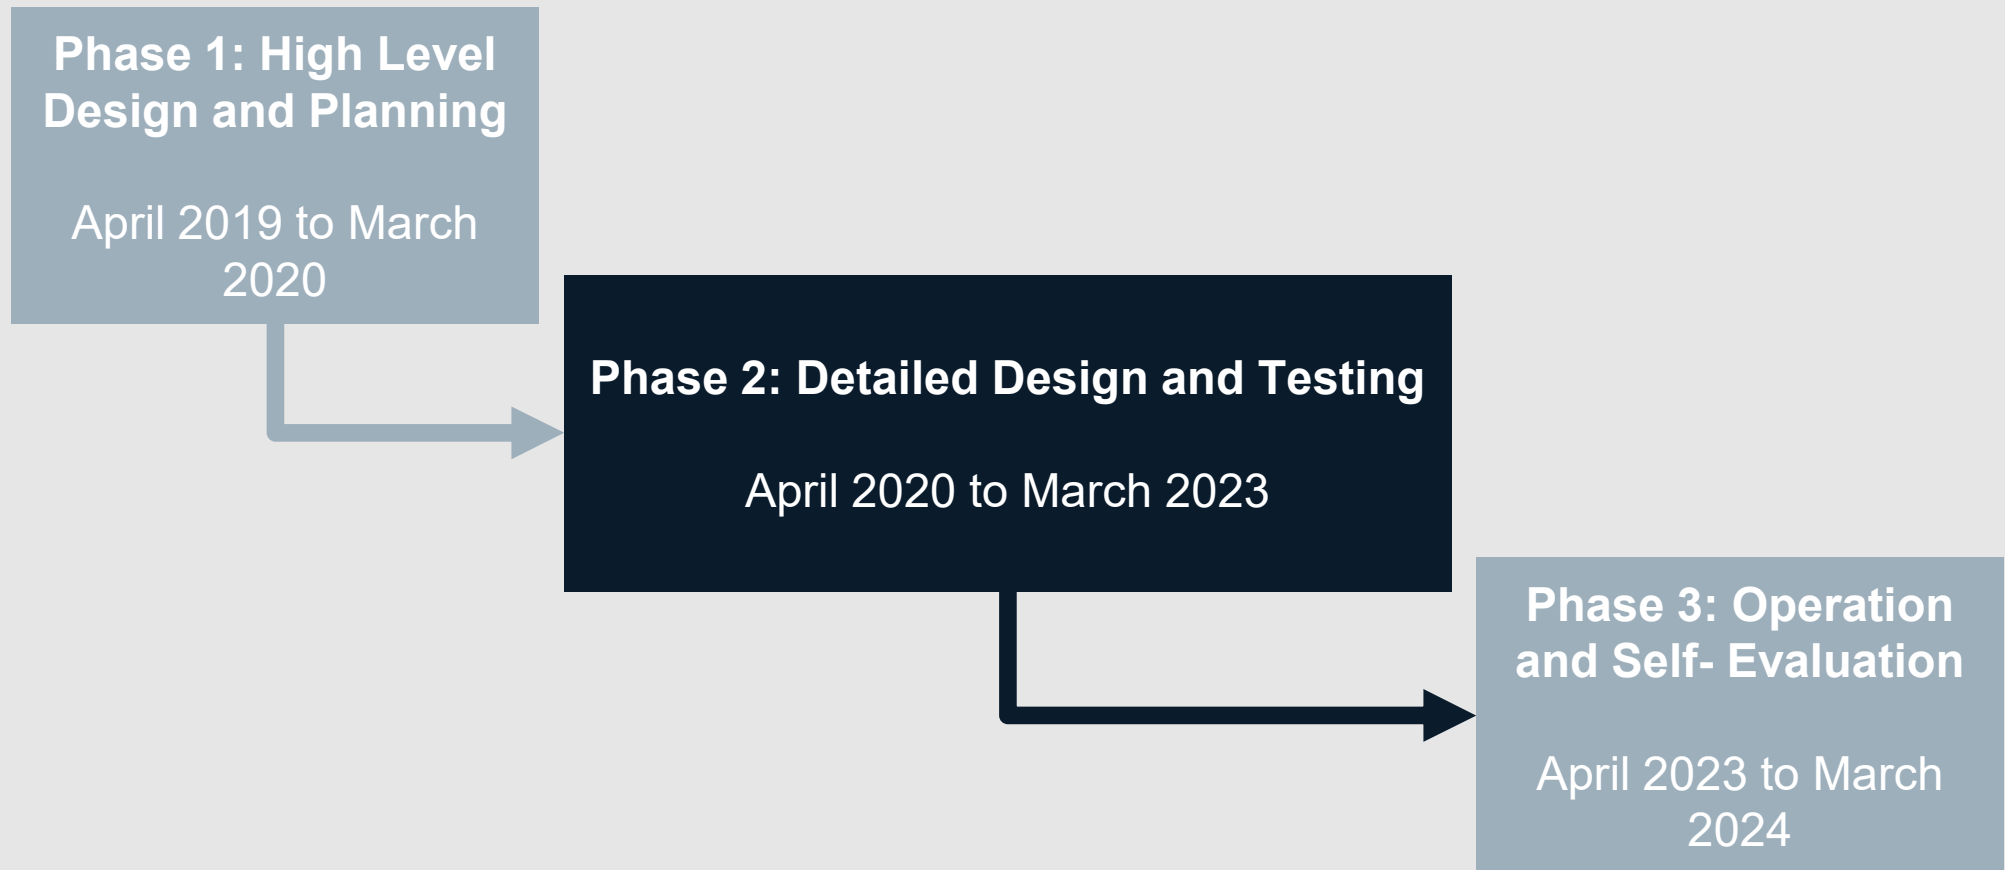 Phase 1: High Level
Design and Planning
April 2019 to March
2020
Phase 2: Detailed Design and Testing
April 2020 to March 2023
Phase 3: Operation
and Self- Evaluation
April 2023 to March
2024